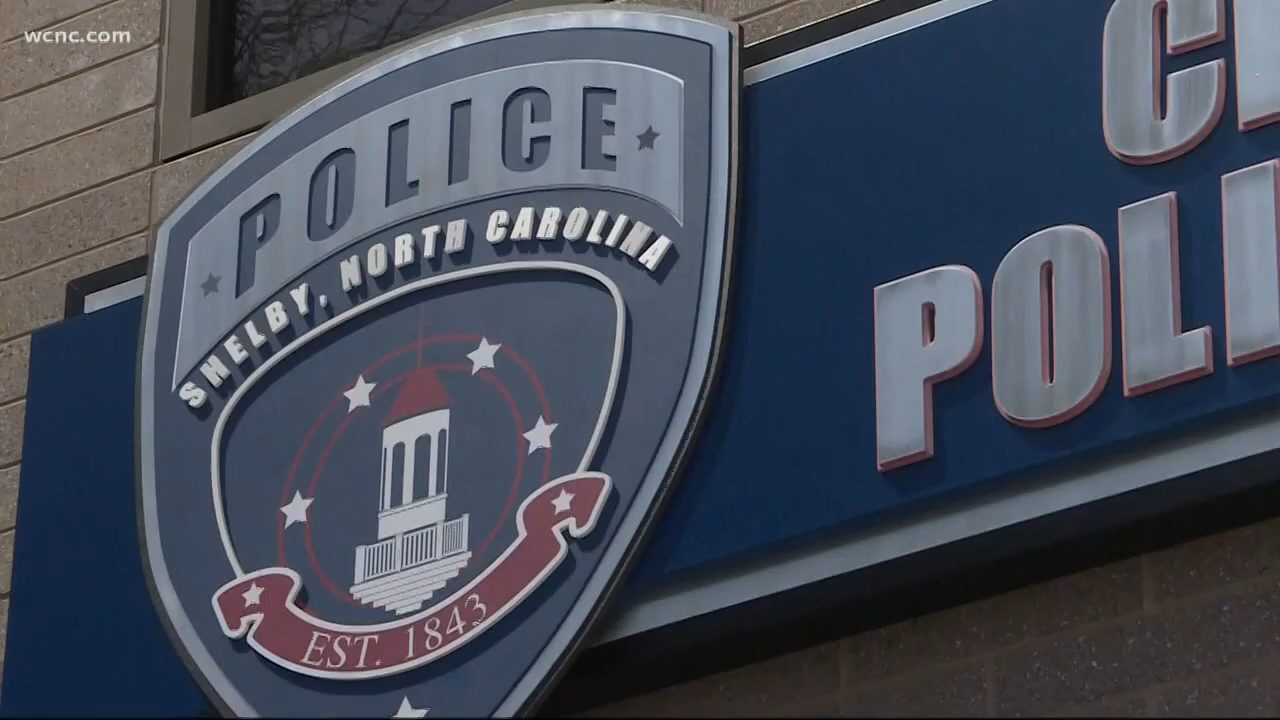 wcnc.com
POLICE
SHELBY, NORTH CAROLINA
EST. 1843
C
POLI